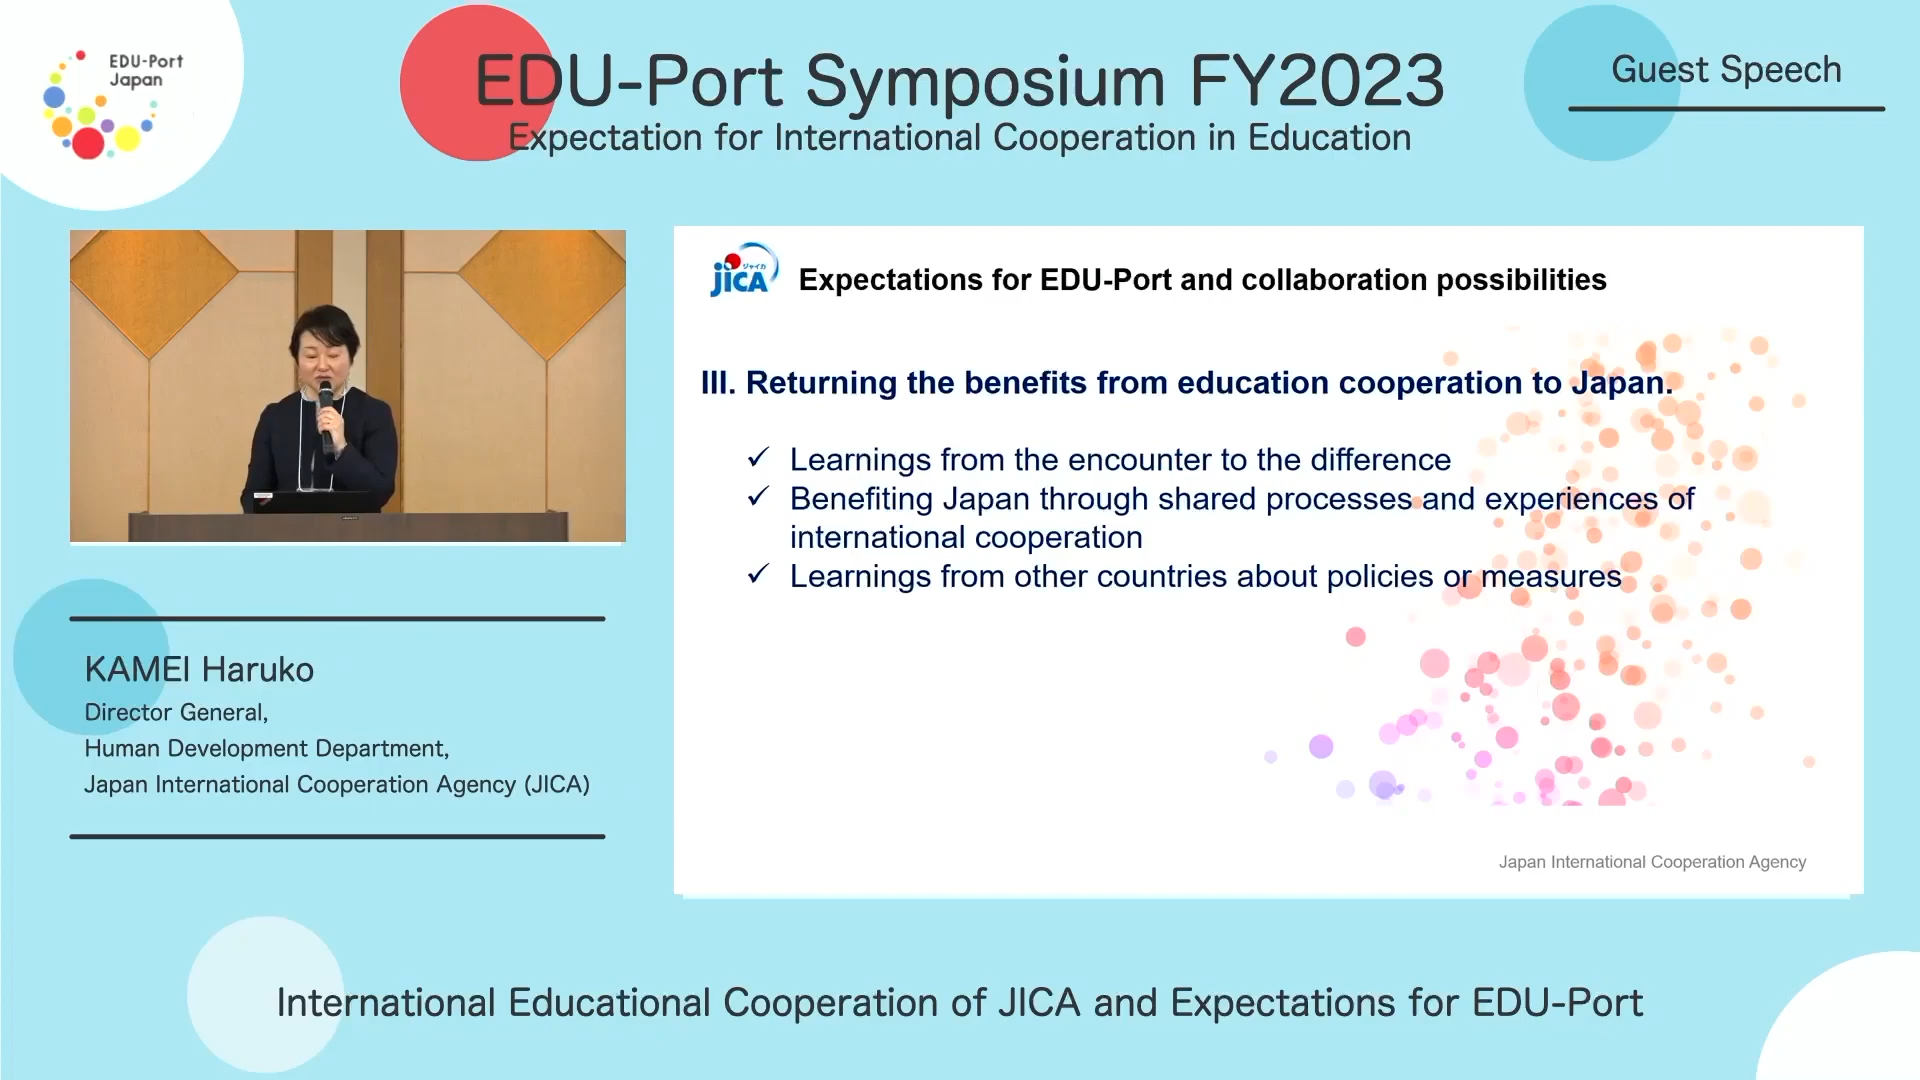 EDU-Port
Japan
EDU-Port Symposium FY2023
Expectation for International Cooperation in Education
Guest Speech
ジャイカ
JICA
Expectations for EDU-Port and collaboration possibilities
III. Returning the benefits from education cooperation to Japan.
✓ Learnings from the encounter to the difference
✓ Benefiting Japan through shared processes and experiences of
international cooperation
✓ Learnings from other countries about policies or measures
Japan International Cooperation Agency
KAMEI Haruko
Director General,
Human Development Department,
Japan International Cooperation Agency (JICA)
International Educational Cooperation of JICA and Expectations for EDU-Port